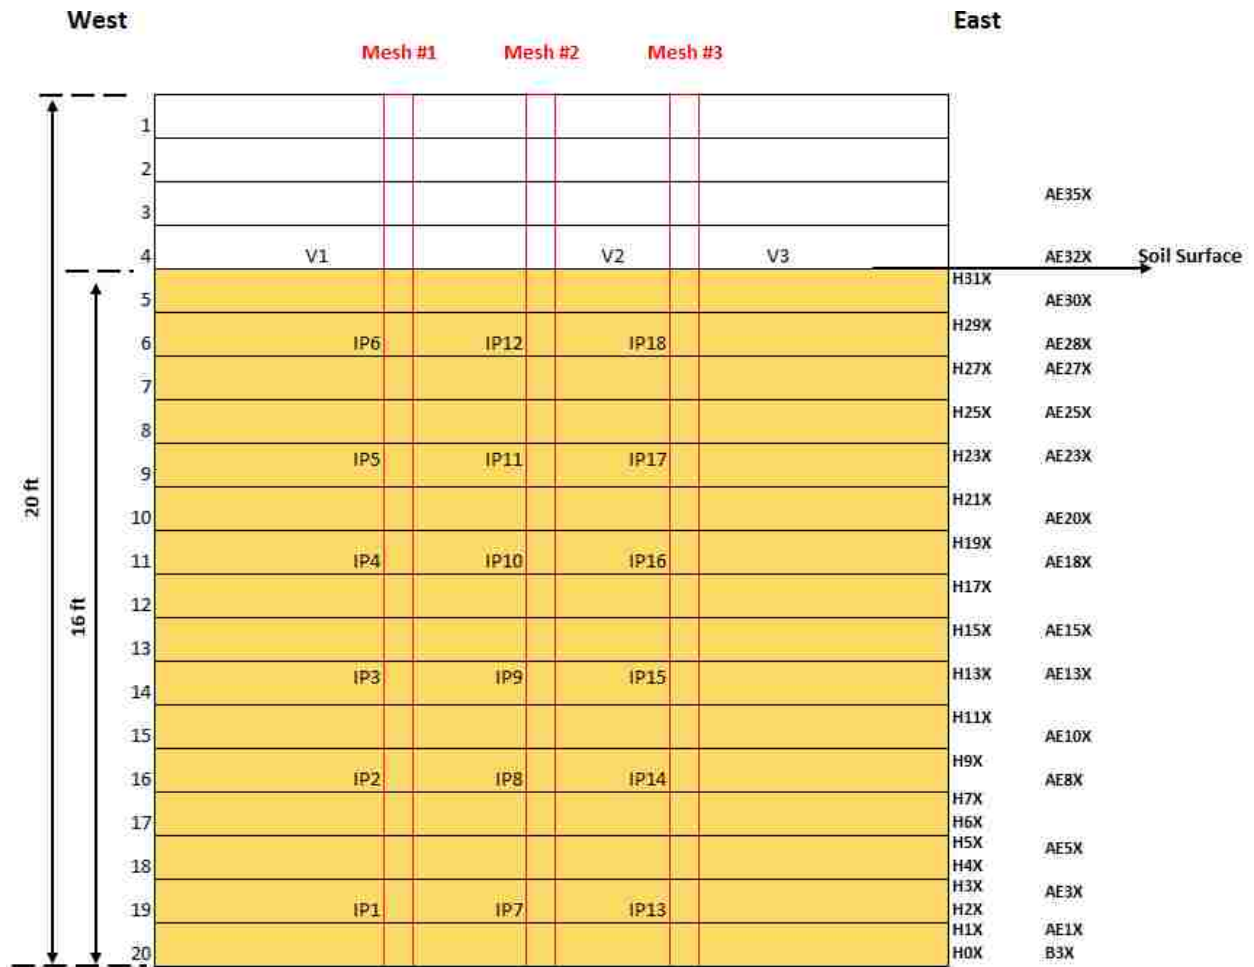 West East
Mesh #1 Mesh #2 Mesh #3
1
2
3 AE35X
4 V1 V2 V3 AE32X Soil Surface
H31X
5 AE30X
H29X
6 IP6 IP12 IP18 AE28X
7 H27X AE27X
8 H25X AE25X
9 IP5 IP11 IP17 H23X AE23X
20 ft
H21X
10 AE20X
H19X
11 IP4 IP10 IP16 AE18X
H17X
12
16 ft
13 H15X AE15X
14 IP3 IP9 IP15 H13X AE13X
H11X
15 AE10X
H9X
16 IP2 IP8 IP14 AE8X
H7X
17 H6X
H5X AE5X
18 H4X
H3X AE3X
19 IP1 IP7 IP13 H2X
H1X AE1X
20 H0X B3X